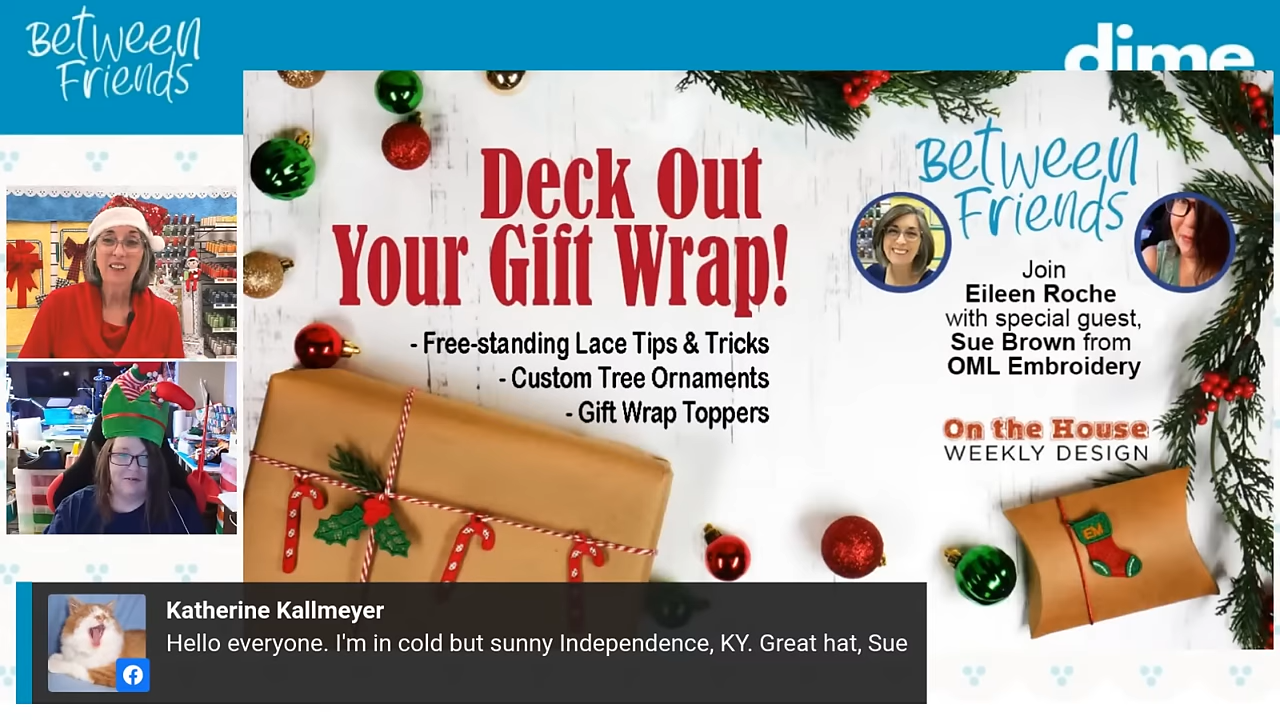 Between
Friends
dime
Deck Out
Your Gift Wrap!
- Free-standing Lace Tips & Tricks
- Custom Tree Ornaments
- Gift Wrap Toppers
Between
Friends
Join
Eileen Roche
with special guest,
Sue Brown from
OML Embroidery
On the House
WEEKLY DESIGN
EM
Katherine Kallmeyer
Hello everyone. I'm in cold but sunny Independence, KY. Great hat, Sue